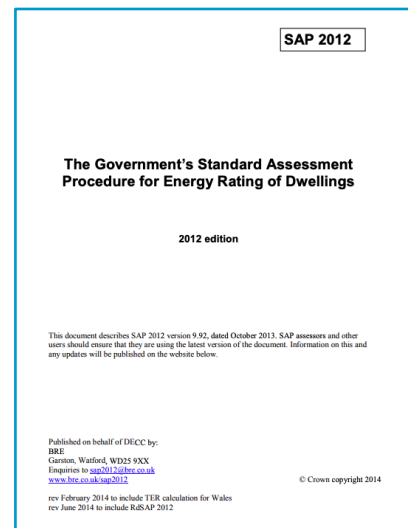 SAP 2012
The Government's Standard Assessment
Procedure for Energy Rating of Dwellings
2012 edition
This document describes SAP 2012 version 9.92, dated October 2013. SAP assessors and other
users should ensure that they are using the latest version of the document. Information on this and
any updates will be published on the website below.
Published on behalf of DECC by:
BRE
Garston, Watford, WD25 9XX
Enquiries to sap2012@bre.co.uk
www.bre.co.uk/sap2012
© Crown copyright 2014
rev February 2014 to include TER calculation for Wales
rev June 2014 to include RdSAP 2012